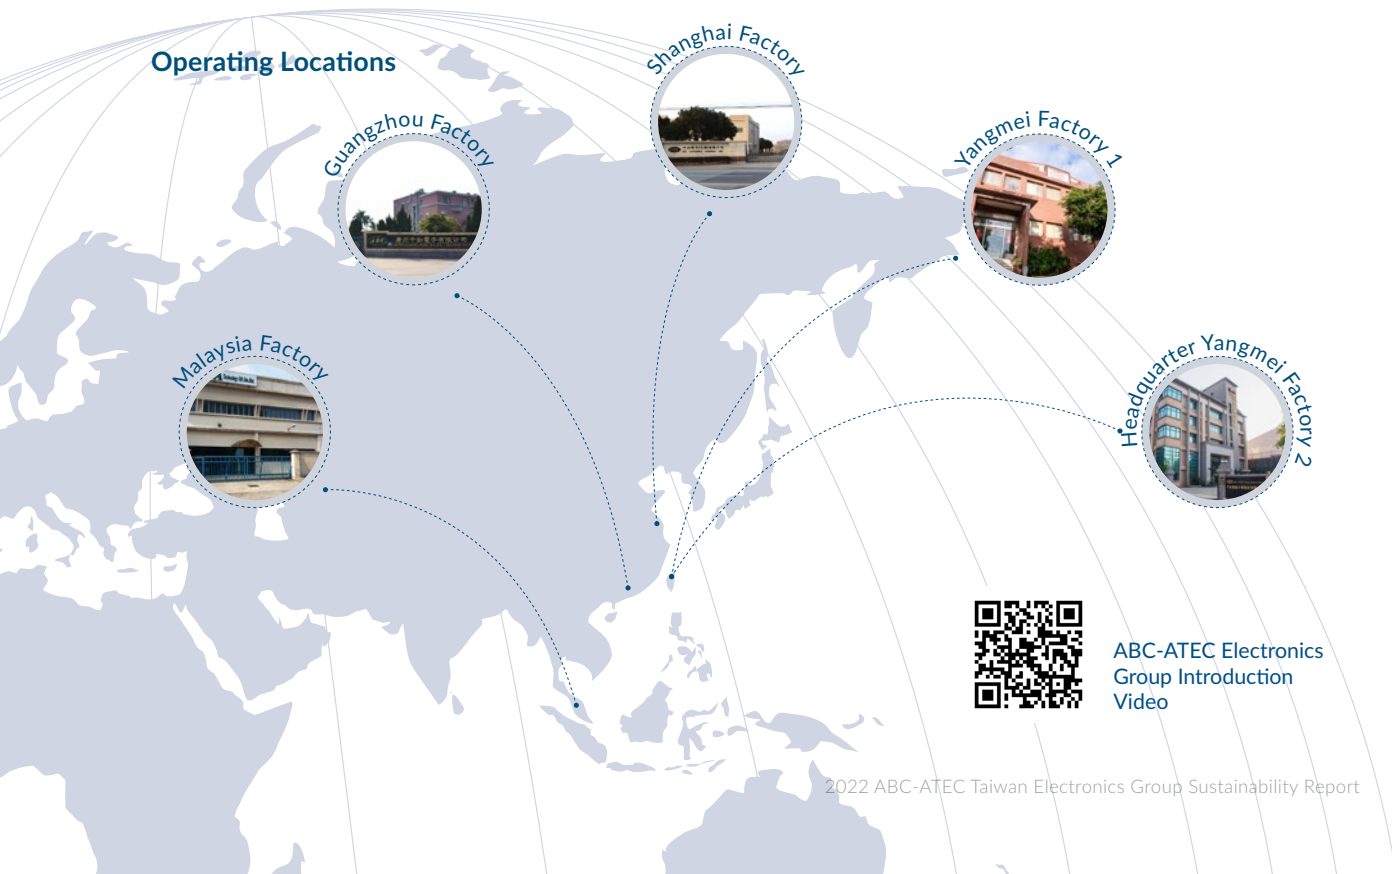 Operating Locations
Shanghai Factory
Guangzhou Factory
Yangmei Factory 1
Malaysia Factory
Headquarter Yangmei Factory 2
ABC-ATEC Electronics
Group Introduction
Video
2022 ABC-ATEC Taiwan Electronics Group Sustainability Report